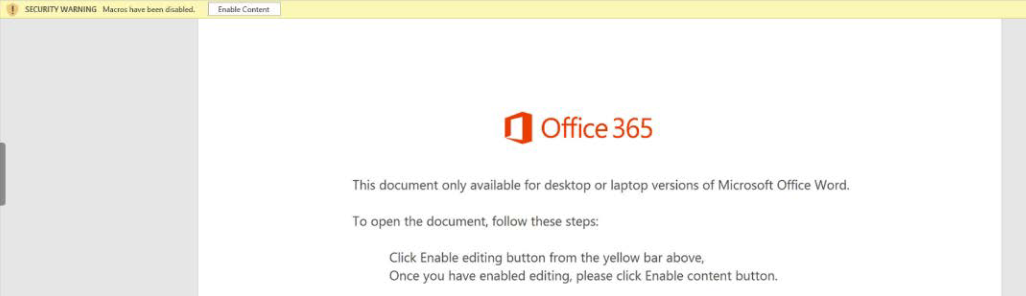 SECURITY WARNING Macros have been disabled. Enable Content
Office 365
This document only available for desktop or laptop versions of Microsoft Office Word.
To open the document, follow these steps:
Click Enable editing button from the yellow bar above,
Once you have enabled editing, please click Enable content button.